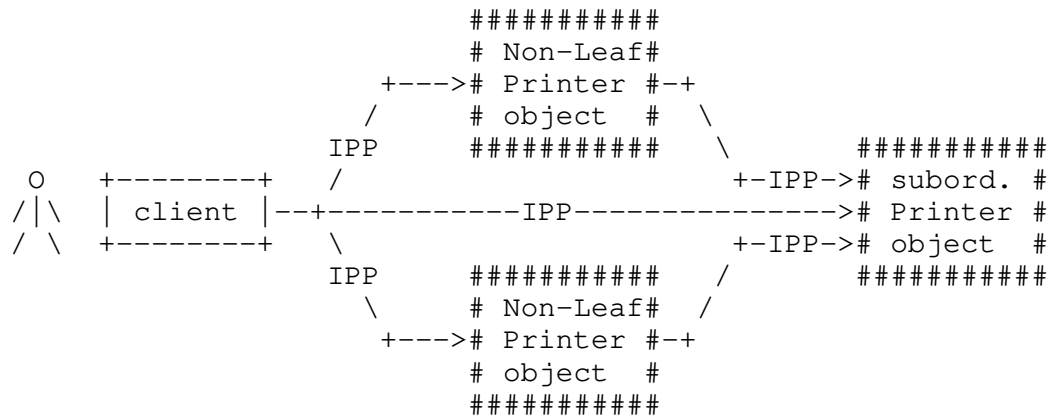 ###########
                               # Non-Leaf#
                         +---># Printer #-+
                        /      # object  #  \
                      IPP      ###########   \        ###########
  O    +--------+    /                        +-IPP-># subord. #
 /|\   | client |--+-----------IPP---------------># Printer #
 / \   +--------+    \                        +-IPP-># object  #
                      IPP      ###########   /        ###########
                        \      # Non-Leaf#  /
                         +---># Printer #-+
                               # object  #
                               ###########